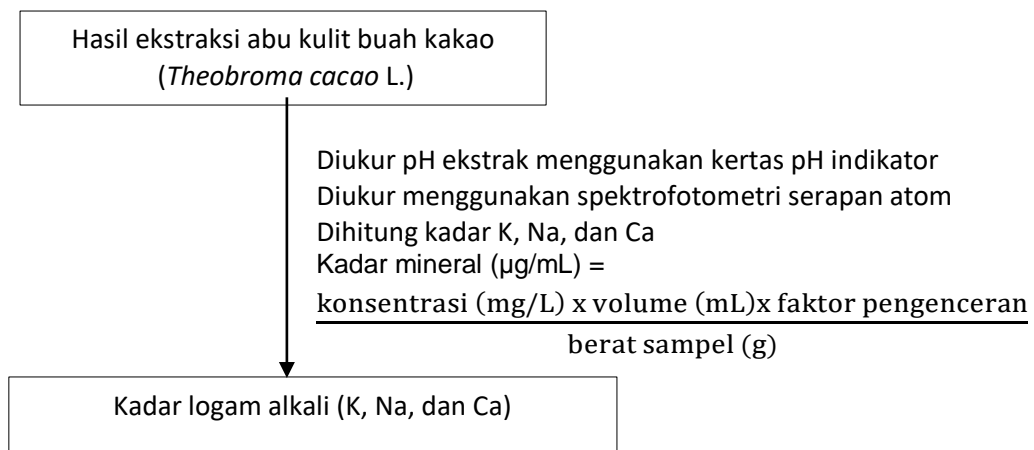 Hasil ekstraksi abu kulit buah kakao
(Theobroma cacao L.)
Diukur pH ekstrak menggunakan kertas pH indikator
Diukur menggunakan spektrofotometri serapan atom
Dihitung kadar K, Na, dan Ca
Kadar mineral (µg/mL) =
konsentrasi (mg/L) x volume (mL)x faktor pengenceran
berat sampel (g)
Kadar logam alkali (K, Na, dan Ca)